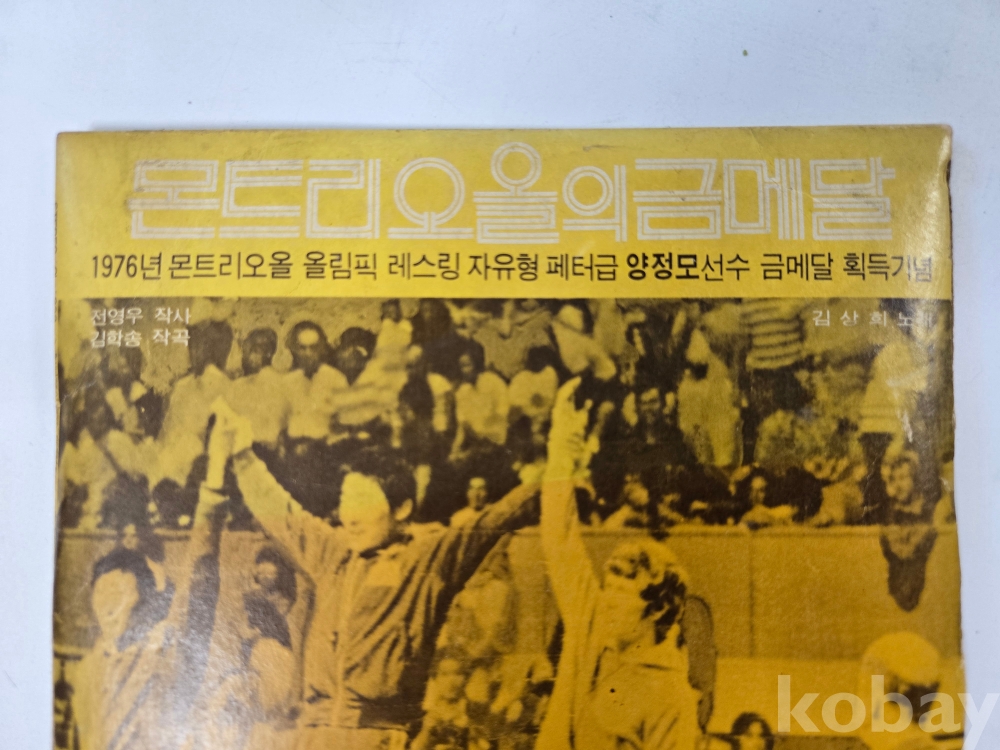 몬트리오올의금메달
1976년 몬트리오올 올림픽 레스링 자유형 페터급 양정모선수 금메달 획득기념
전영우 작사
김학송 작곡
김상희 노래
kobay